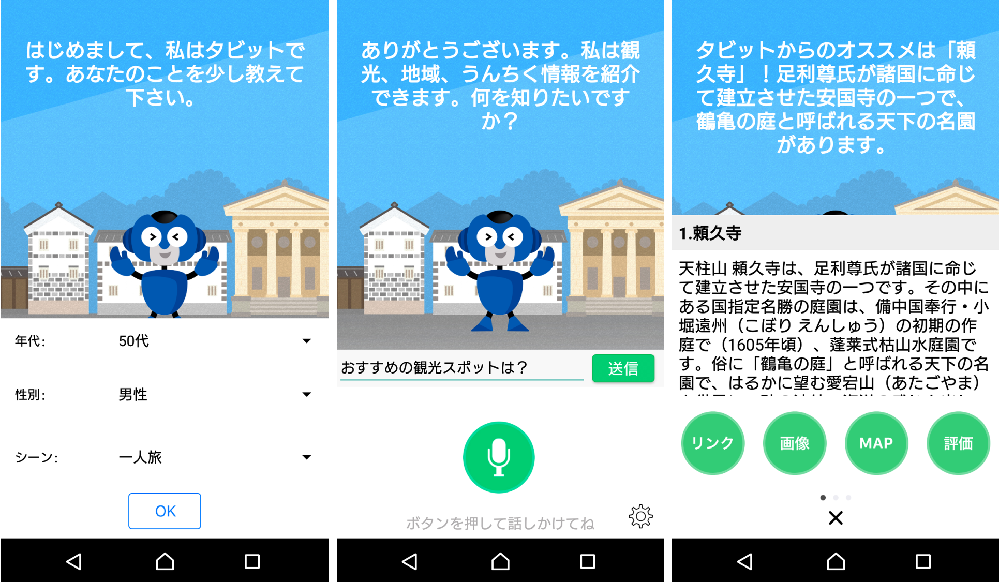 はじめまして、私はタビットで
す。あなたのことを少し教えて
下さい。
年代:
50代
性別:
男性
シーン:
一人旅
OK
ありがとうございます。私は観
光、地域、うんちく情報を紹介
できます。何を知りたいです
か?
おすすめの観光スポットは?
送信
ボタンを押して話しかけてね
タビットからのオススメは「頼
久寺」！足利尊氏が諸国に命じ
て建立させた安国寺の一つで、
鶴亀の庭と呼ばれる天下の名園
があります。
1.頼久寺
天柱山 頼久寺は、足利尊氏が諸国に命じ
て建立させた安国寺の一つです。その中に
ある国指定名勝の庭園は、備中国奉行・小
堀遠州（こぼり えんしゅう）の初期の作
庭で（1605年頃）、蓬莱式枯山水庭園で
す。俗に「鶴亀の庭」と呼ばれる天下の名
園で、はるかに望む愛宕山（あたごやま）
リンク
画像
MAP
評価